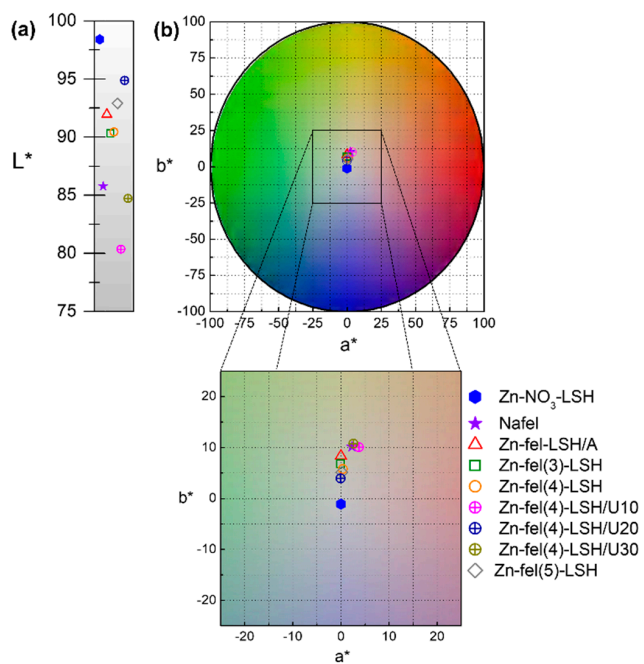 (a)
(b)
100
95
90
85
80
75
L*
100
75
50
25
0
-25
-50
-75
-100
b*
-100 -75 -50 -25 0 25 50 75 100
a*
20
10
0
-10
-20
b*
-20 -10 0 10 20
a*
Zn-NO₃-LSH
Nafel
Zn-fel-LSH/A
Zn-fel(3)-LSH
Zn-fel(4)-LSH
Zn-fel(4)-LSH/U10
Zn-fel(4)-LSH/U20
Zn-fel(4)-LSH/U30
Zn-fel(5)-LSH